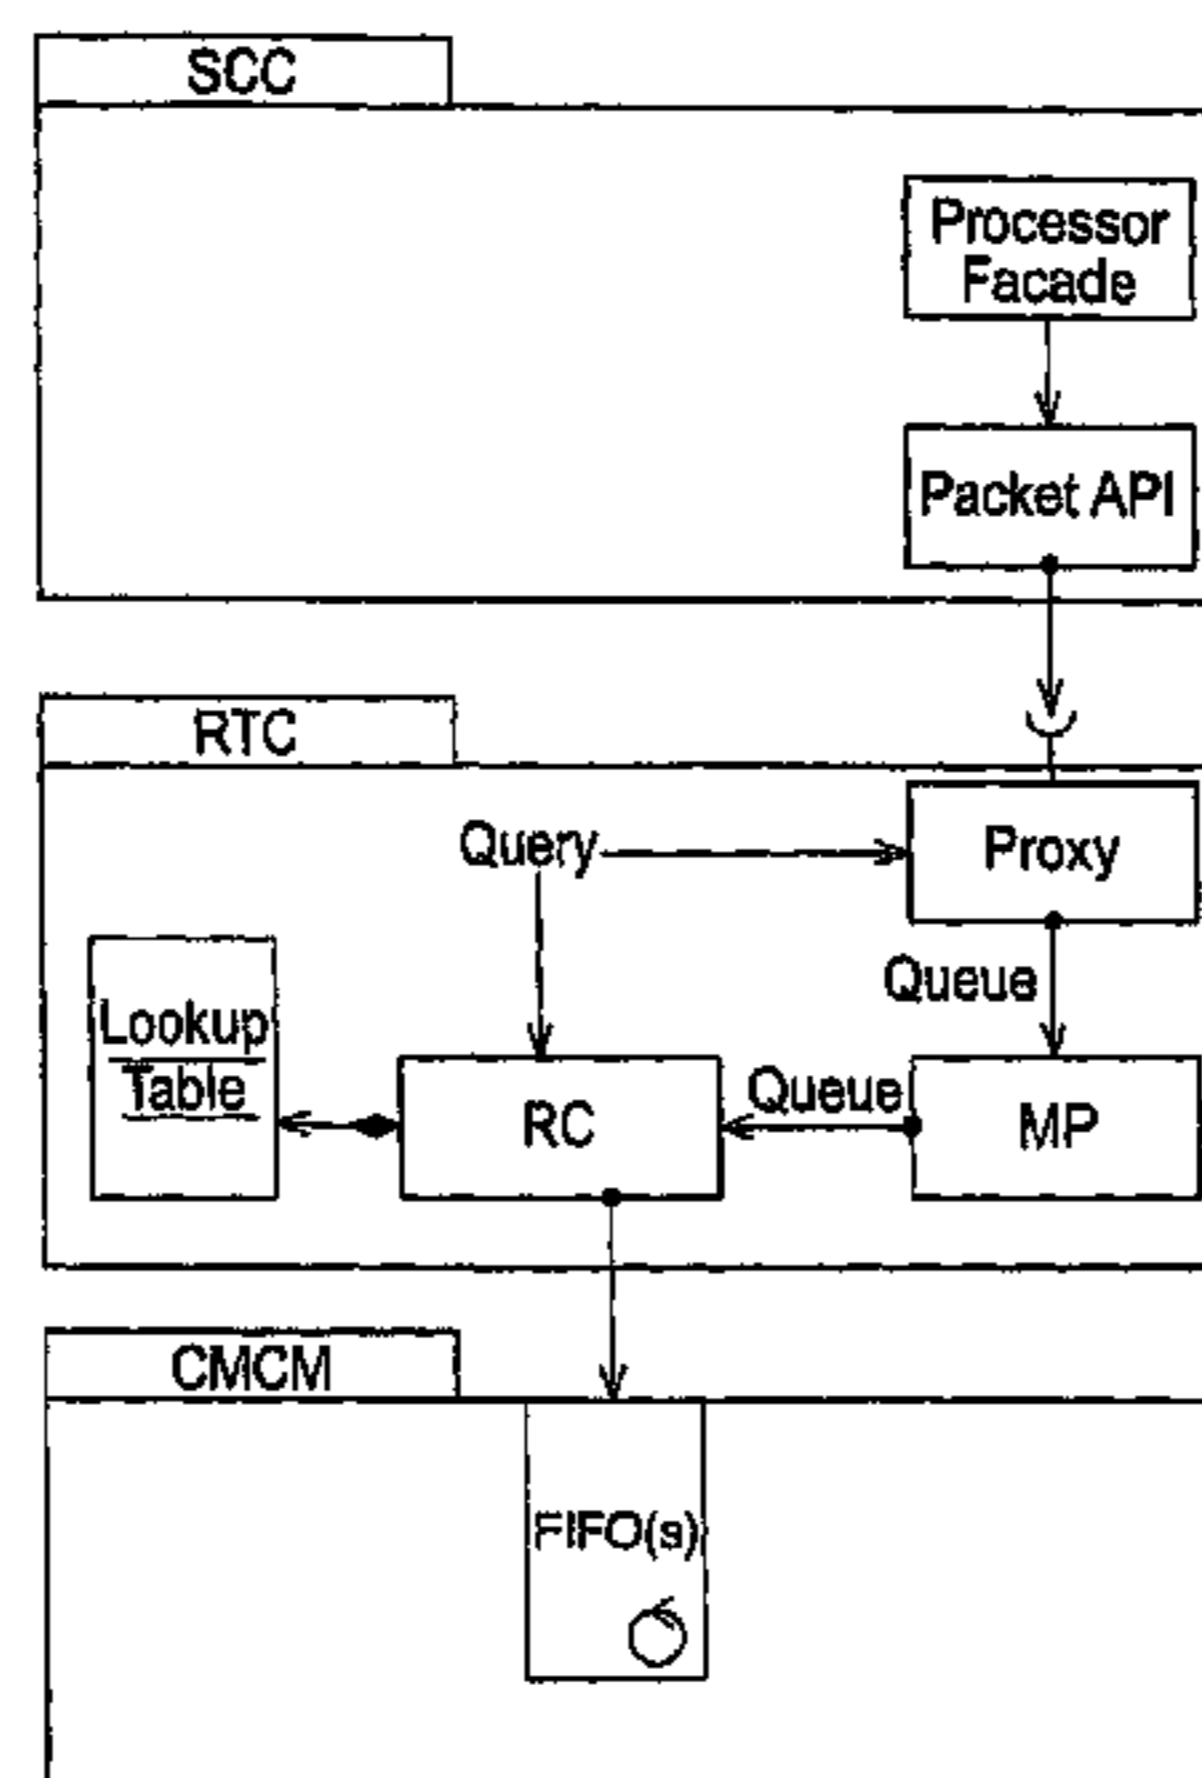 SCC
Processor
Facade
Packet API
RTC
Query
Proxy
Queue
Lookup
Table
RC
Queue
MP
CMCM
FIFO(s)